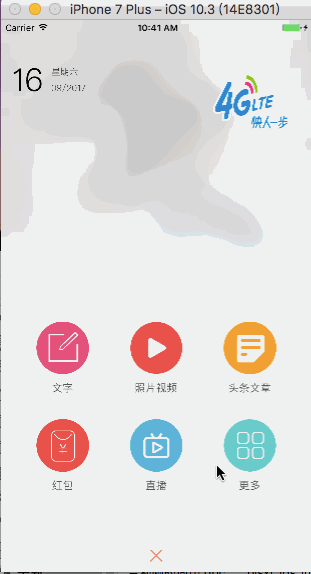 iPhone 7 Plus – iOS 10.3 (14E8301)
Carrier 10:41 AM
16 星期六
09/2017
4G LTE
快人一步
文字 照片视频 头条文章
红包 直播 更多